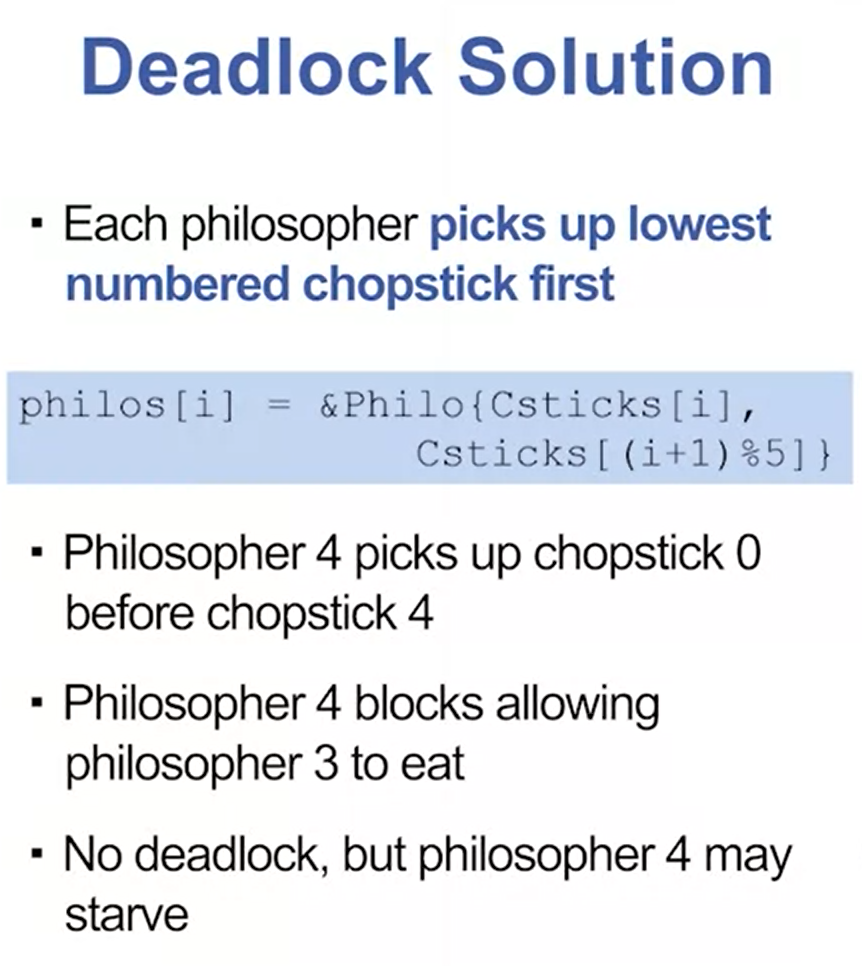 Deadlock Solution
▪ Each philosopher picks up lowest
numbered chopstick first
philos[i] = &Philo{Csticks[i],
Csticks[(i+1)%5]}
▪ Philosopher 4 picks up chopstick 0
before chopstick 4
▪ Philosopher 4 blocks allowing
philosopher 3 to eat
▪ No deadlock, but philosopher 4 may
starve